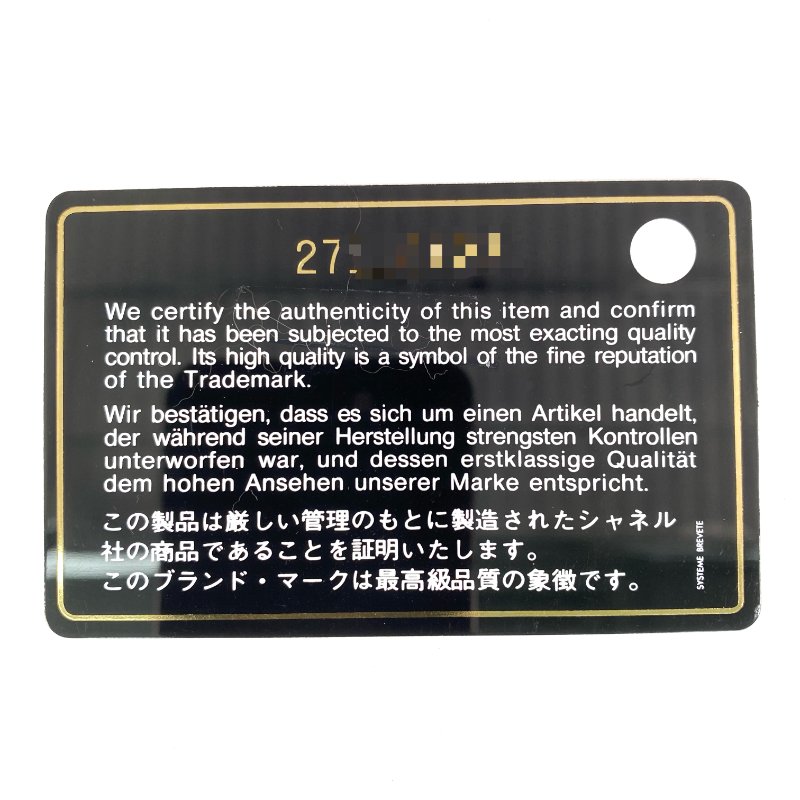 27
We certify the authenticity of this item and confirm
that it has been subjected to the most exacting quality
control. Its high quality is a symbol of the fine reputation
of the Trademark.
Wir bestätigen, dass es sich um einen Artikel handelt,
der während seiner Herstellung strengsten Kontrollen
unterworfen war, und dessen erstklassige Qualität
dem hohen Ansehen unserer Marke entspricht.
この製品は厳しい管理のもとに製造されたシャネル
社の商品であることを証明いたします。
このブランド・マークは最高級品質の象徴です。
SYSTEME BREVETE